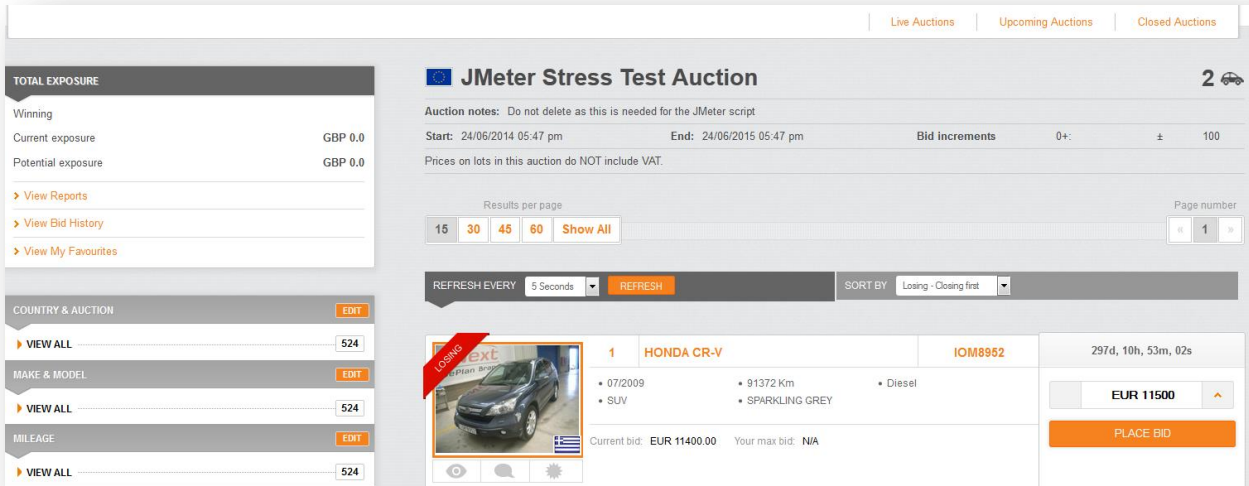 Live Auctions Upcoming Auctions Closed Auctions
TOTAL EXPOSURE
Winning
Current exposure GBP 0.0
Potential exposure GBP 0.0
View Reports
View Bid History
View My Favourites
COUNTRY & AUCTION EDIT
VIEW ALL 524
MAKE & MODEL EDIT
VIEW ALL 524
MILEAGE EDIT
VIEW ALL 524
JMeter Stress Test Auction 2
Auction notes: Do not delete as this is needed for the JMeter script
Start: 24/06/2014 05:47 pm End: 24/06/2015 05:47 pm Bid increments 0+: ± 100
Prices on lots in this auction do NOT include VAT.
Results per page Page number
15 30 45 60 Show All « 1 »
REFRESH EVERY 5 Seconds REFRESH SORT BY Losing - Closing first
LOSING
1 HONDA CR-V IOM8952 297d, 10h, 53m, 02s
• 07/2009 • 91372 Km • Diesel
• SUV • SPARKLING GREY
EUR 11500
PLACE BID
Current bid: EUR 11400.00 Your max bid: N/A